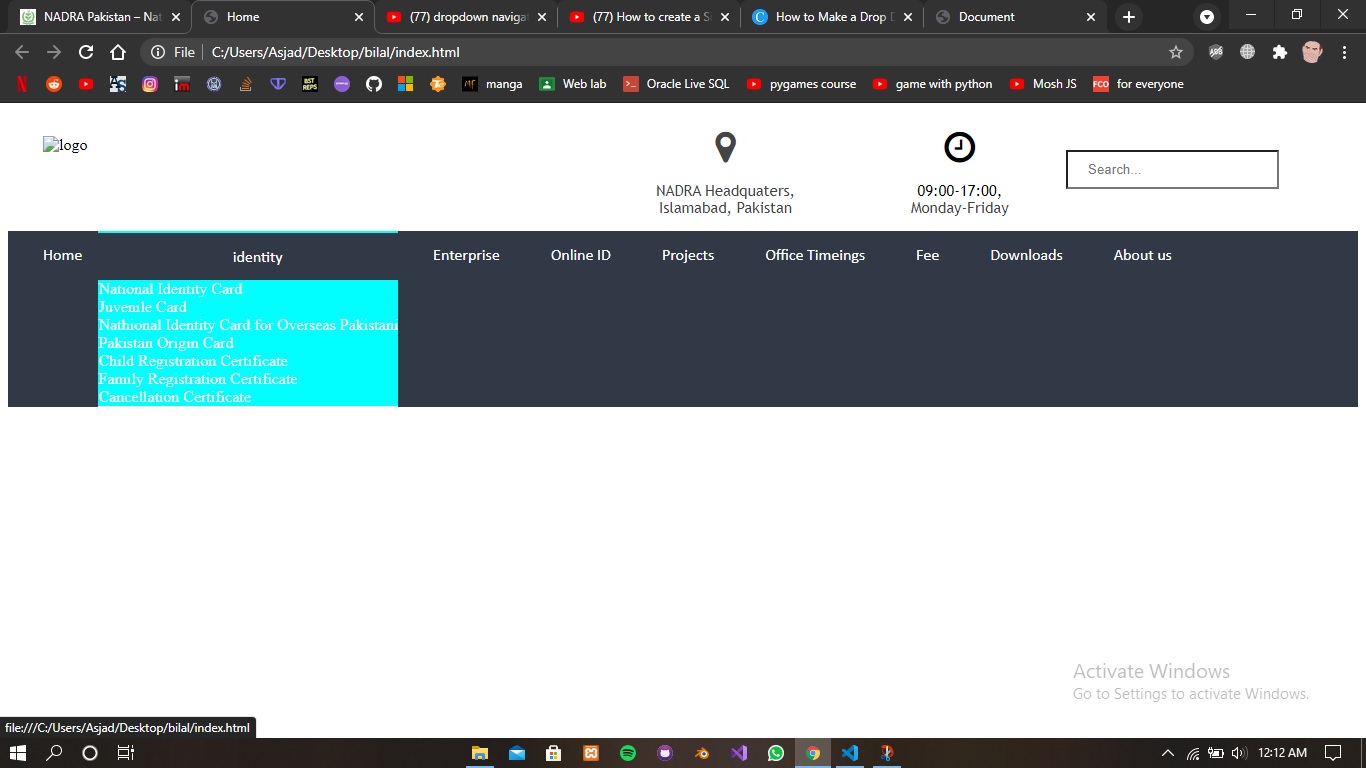 NADRA Pakistan – Nat
Home
(77) dropdown navigat
(77) How to create a Si
How to Make a Drop D
Document
File
C:/Users/Asjad/Desktop/bilal/index.html
manga
Web lab
Oracle Live SQL
pygames course
game with python
Mosh JS
FCO
for everyone
logo
NADRA Headquaters,
Islamabad, Pakistan
09:00-17:00,
Monday-Friday
Search...
Home
identity
Enterprise
Online ID
Projects
Office Timeings
Fee
Downloads
About us
National Identity Card
Juvenile Card
Nathional Identity Card for Overseas Pakistani
Pakistan Origin Card
Child Registration Certificate
Family Registration Certificate
Cancellation Certificate
Activate Windows
Go to Settings to activate Windows.
file:///C:/Users/Asjad/Desktop/bilal/index.html
12:12 AM